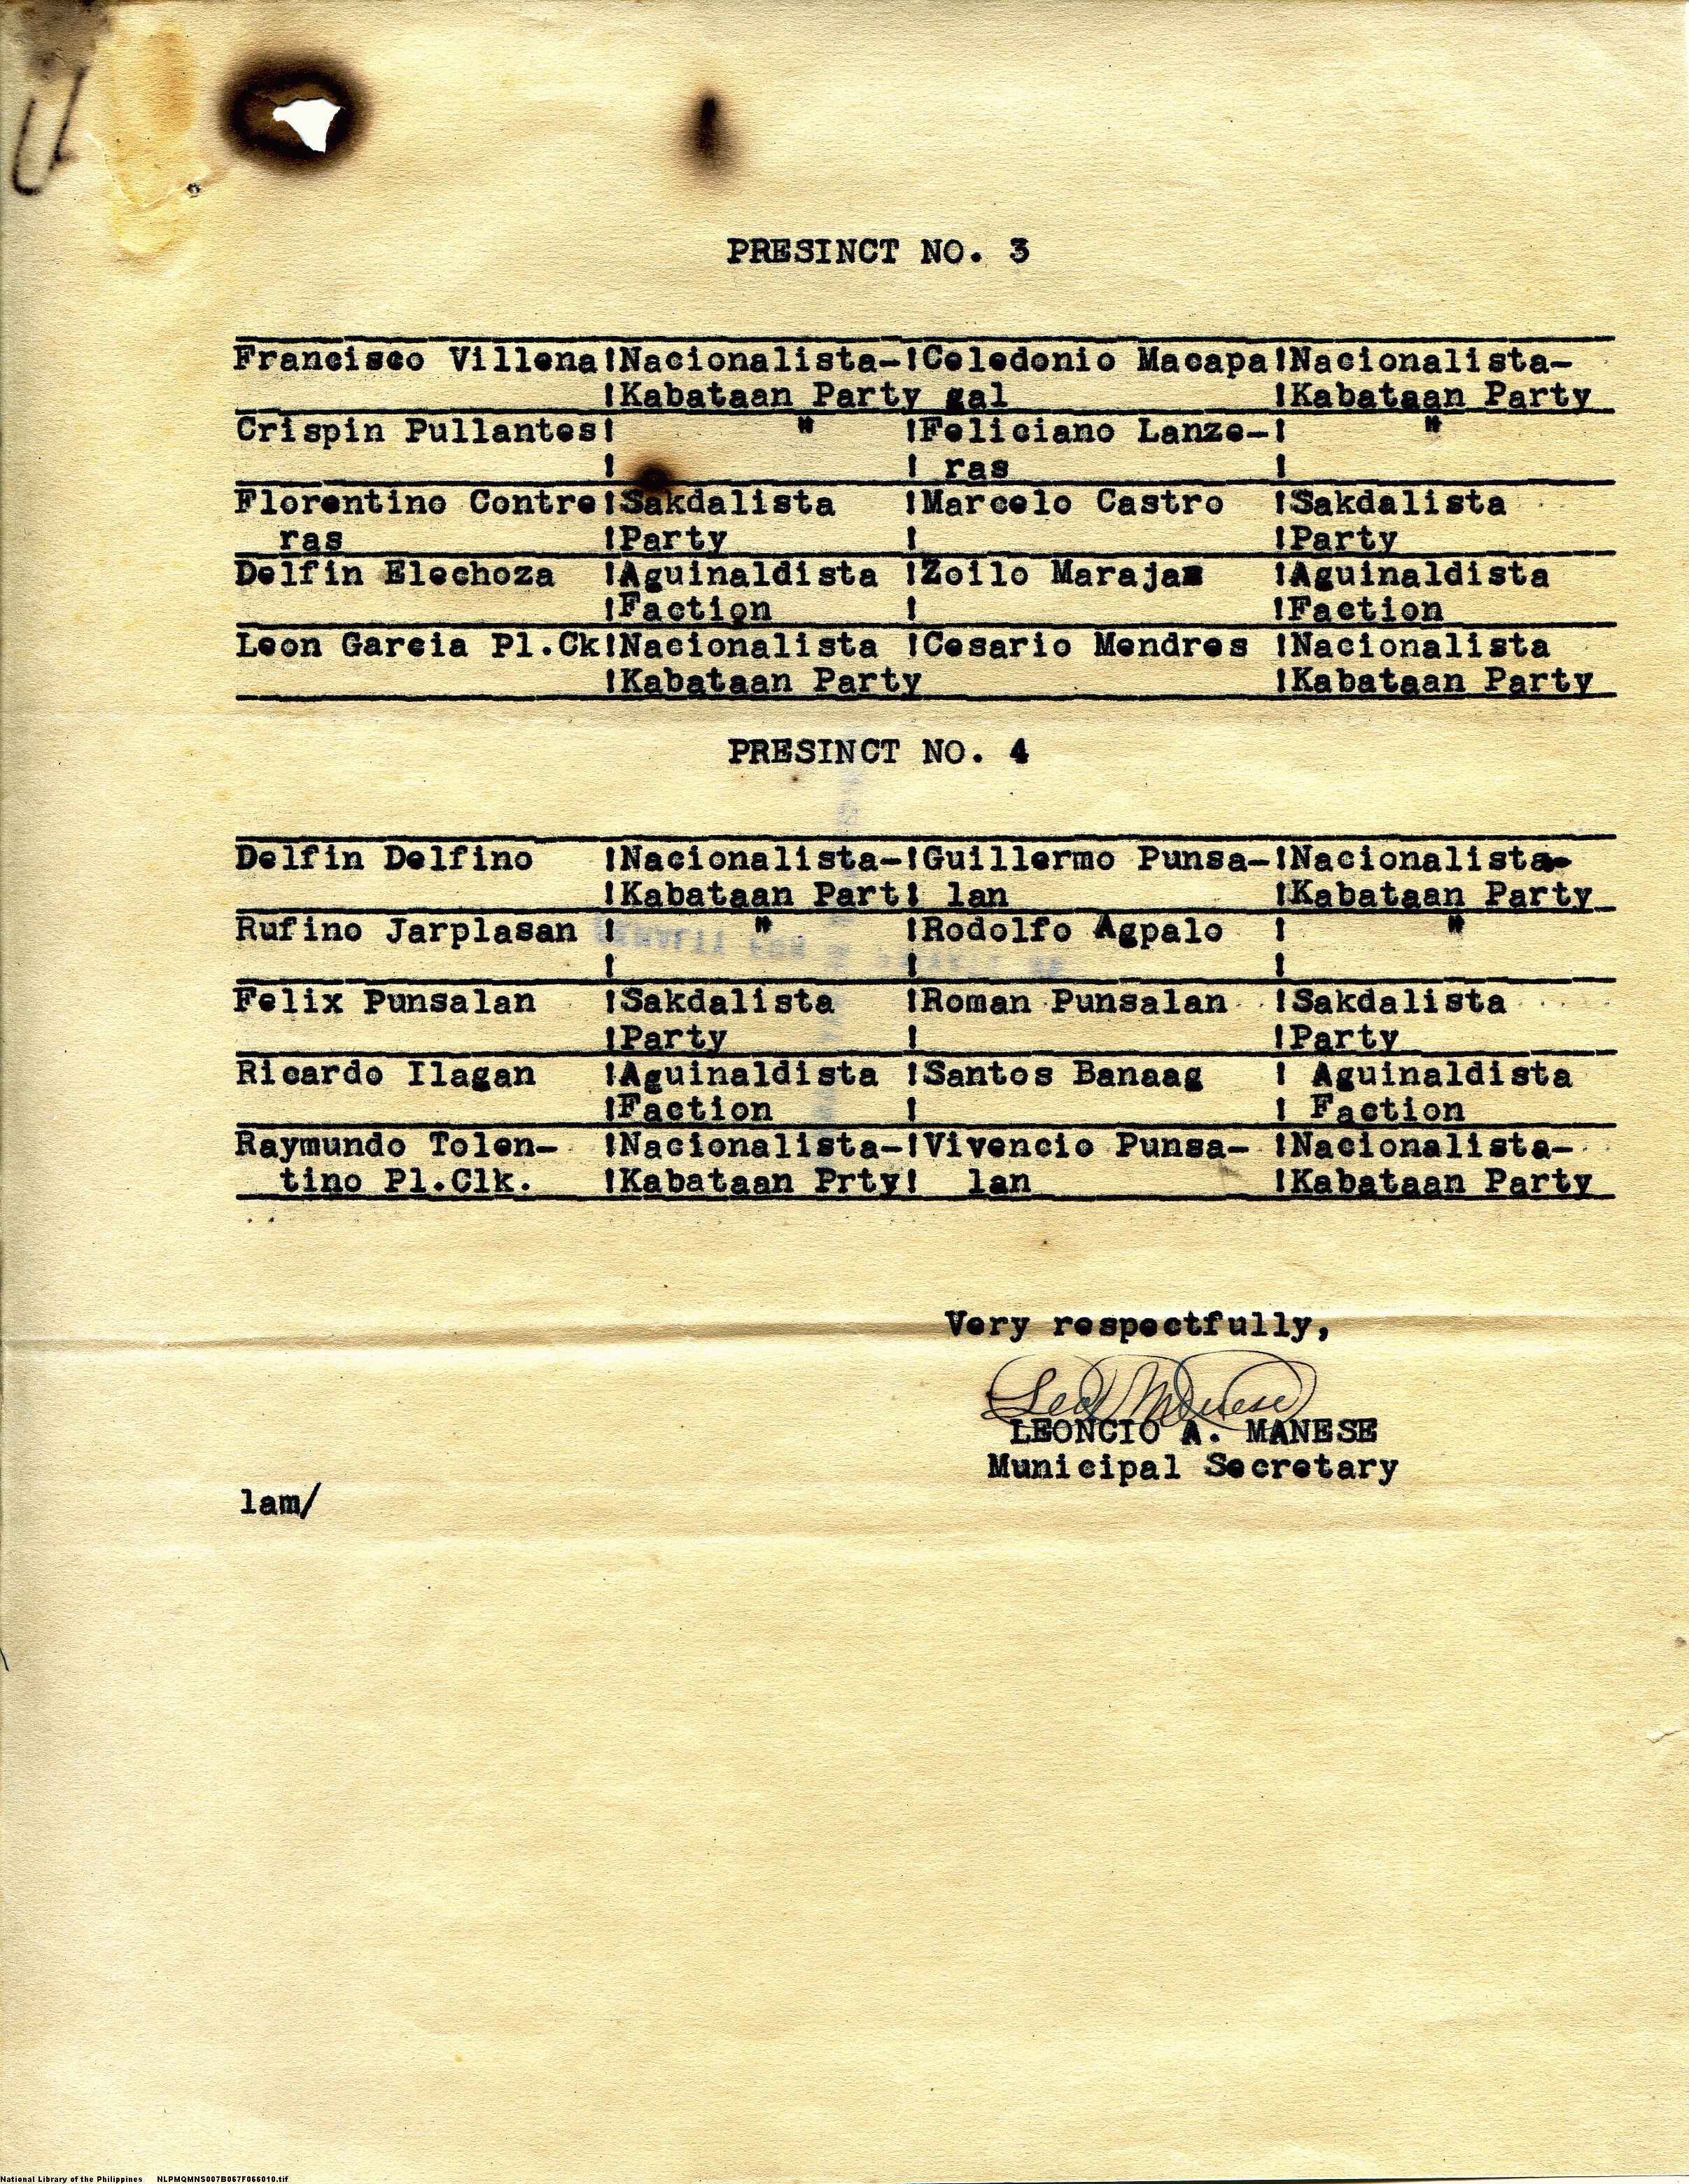 PRESINCT NO. 3
Francisco Villena!Nacionalista-!Celedonio Macapa!Nacionalista-
!Kabataan Party gal !Kabataan Party
Crispin Pullantes! " !Feliciano Lanze-! "
! ! ras !
Florentino Contre!Sakdalista !Marcelo Castro !Sakdalista
ras !Party ! !Party
Delfin Elechoza !Aguinaldista !Zoilo Marajas !Aguinaldista
!Faction ! !Faction
Leon Garcia Pl.Ck!Nacionalista !Cesario Mendres !Nacionalista
!Kabataan Party !Kabataan Party
PRESINCT NO. 4
Delfin Delfino !Nacionalista-!Guillermo Punsa-!Nacionalista-
!Kabataan Part! lan !Kabataan Party
Rufino Jarplasan ! " !Rodolfo Agpalo ! "
! ! !
Felix Punsalan !Sakdalista !Roman Punsalan !Sakdalista
!Party ! !Party
Ricardo Ilagan !Aguinaldista !Santos Banaag ! Aguinaldista
!Faction ! ! Faction
Raymundo Tolen- !Nacionalista-!Vivencio Punsa- !Nacionalista-
tino Pl.Clk. !Kabataan Prty! lan !Kabataan Party
Very respectfully,
LEONCIO A. MANESE
Municipal Secretary
lam/
National Library of the Philippines NLPMQMNS007B067F066010.tif